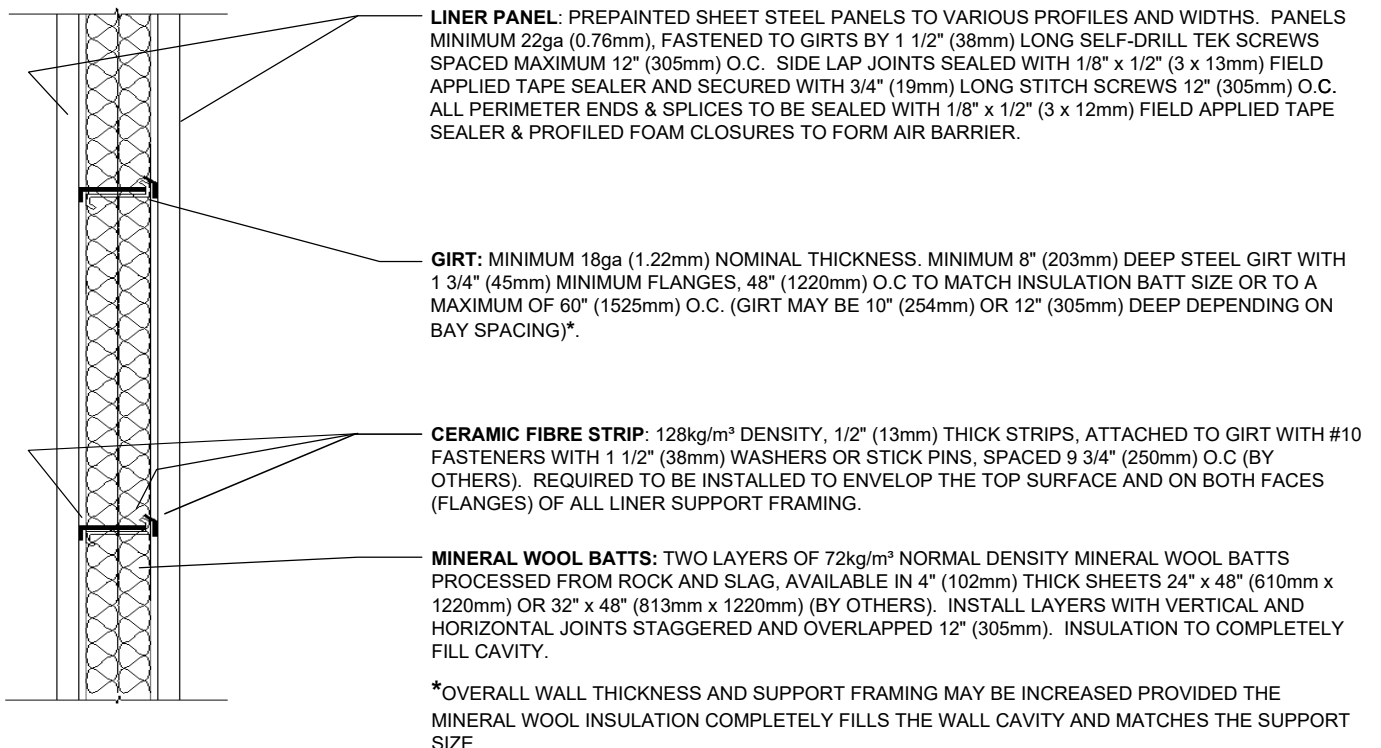 LINER PANEL: PREPAINTED SHEET STEEL PANELS TO VARIOUS PROFILES AND WIDTHS. PANELS
MINIMUM 22ga (0.76mm), FASTENED TO GIRTS BY 1 1/2" (38mm) LONG SELF-DRILL TEK SCREWS
SPACED MAXIMUM 12" (305mm) O.C. SIDE LAP JOINTS SEALED WITH 1/8" x 1/2" (3 x 13mm) FIELD
APPLIED TAPE SEALER AND SECURED WITH 3/4" (19mm) LONG STITCH SCREWS 12" (305mm) O.C.
ALL PERIMETER ENDS & SPLICES TO BE SEALED WITH 1/8" x 1/2" (3 x 12mm) FIELD APPLIED TAPE
SEALER & PROFILED FOAM CLOSURES TO FORM AIR BARRIER.
GIRT: MINIMUM 18ga (1.22mm) NOMINAL THICKNESS. MINIMUM 8" (203mm) DEEP STEEL GIRT WITH
1 3/4" (45mm) MINIMUM FLANGES, 48" (1220mm) O.C TO MATCH INSULATION BATT SIZE OR TO A
MAXIMUM OF 60" (1525mm) O.C. (GIRT MAY BE 10" (254mm) OR 12" (305mm) DEEP DEPENDING ON
BAY SPACING)*.
CERAMIC FIBRE STRIP: 128kg/m³ DENSITY, 1/2" (13mm) THICK STRIPS, ATTACHED TO GIRT WITH #10
FASTENERS WITH 1 1/2" (38mm) WASHERS OR STICK PINS, SPACED 9 3/4" (250mm) O.C (BY
OTHERS). REQUIRED TO BE INSTALLED TO ENVELOP THE TOP SURFACE AND ON BOTH FACES
(FLANGES) OF ALL LINER SUPPORT FRAMING.
MINERAL WOOL BATTS: TWO LAYERS OF 72kg/m³ NORMAL DENSITY MINERAL WOOL BATTS
PROCESSED FROM ROCK AND SLAG, AVAILABLE IN 4" (102mm) THICK SHEETS 24" x 48" (610mm x
1220mm) OR 32" x 48" (813mm x 1220mm) (BY OTHERS). INSTALL LAYERS WITH VERTICAL AND
HORIZONTAL JOINTS STAGGERED AND OVERLAPPED 12" (305mm). INSULATION TO COMPLETELY
FILL CAVITY.
*OVERALL WALL THICKNESS AND SUPPORT FRAMING MAY BE INCREASED PROVIDED THE
MINERAL WOOL INSULATION COMPLETELY FILLS THE WALL CAVITY AND MATCHES THE SUPPORT
SIZE